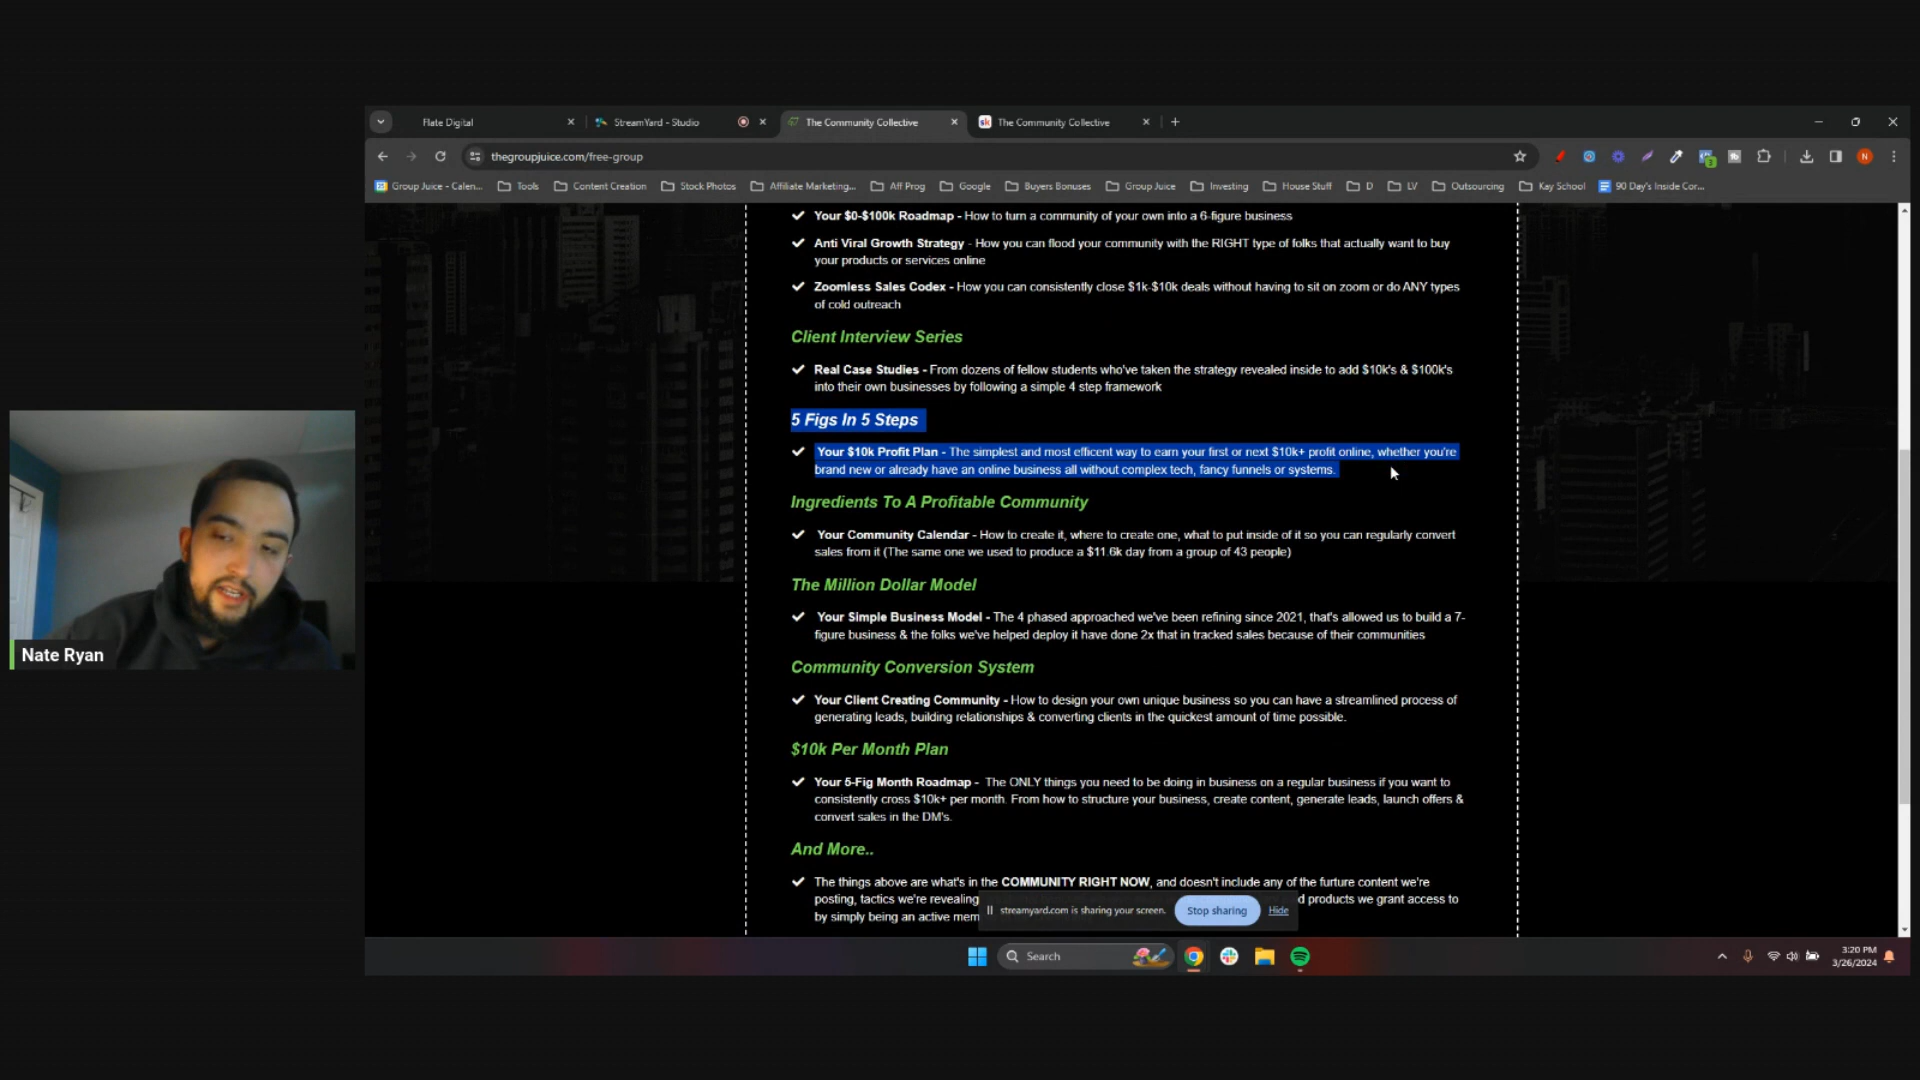 Flate Digital
StreamYard - Studio
The Community Collective
sk The Community Collective
thegroupjuice.com/free-group
Group Juice - Calen...
Tools
Content Creation
Stock Photos
Affiliate Marketing...
Aff Prog
Google
Buyers Bonuses
Group Juice
Investing
House Stuff
D
LV
Outsourcing
Kay School
90 Day's Inside Cor...
Your $0-$100k Roadmap - How to turn a community of your own into a 6-figure business
Anti Viral Growth Strategy - How you can flood your community with the RIGHT type of folks that actually want to buy
your products or services online
Zoomless Sales Codex - How you can consistently close $1k-$10k deals without having to sit on zoom or do ANY types
of cold outreach
Client Interview Series
Real Case Studies - From dozens of fellow students who've taken the strategy revealed inside to add $10k's & $100k's
into their own businesses by following a simple 4 step framework
5 Figs In 5 Steps
Your $10k Profit Plan - The simplest and most efficent way to earn your first or next $10k+ profit online, whether you're
brand new or already have an online business all without complex tech, fancy funnels or systems.
Ingredients To A Profitable Community
Your Community Calendar - How to create it, where to create one, what to put inside of it so you can regularly convert
sales from it (The same one we used to produce a $11.6k day from a group of 43 people)
The Million Dollar Model
Your Simple Business Model - The 4 phased approached we've been refining since 2021, that's allowed us to build a 7-
figure business & the folks we've helped deploy it have done 2x that in tracked sales because of their communities
Community Conversion System
Your Client Creating Community - How to design your own unique business so you can have a streamlined process of
generating leads, building relationships & converting clients in the quickest amount of time possible.
$10k Per Month Plan
Your 5-Fig Month Roadmap - The ONLY things you need to be doing in business on a regular business if you want to
consistently cross $10k+ per month. From how to structure your business, create content, generate leads, launch offers &
convert sales in the DM's.
And More..
The things above are what's in the COMMUNITY RIGHT NOW, and doesn't include any of the furture content we're
posting, tactics we're revealing d products we grant access to
by simply being an active mem
streamyard.com is sharing your screen.
Stop sharing
Hide
Nate Ryan
Search
3:20 PM
3/26/2024
N